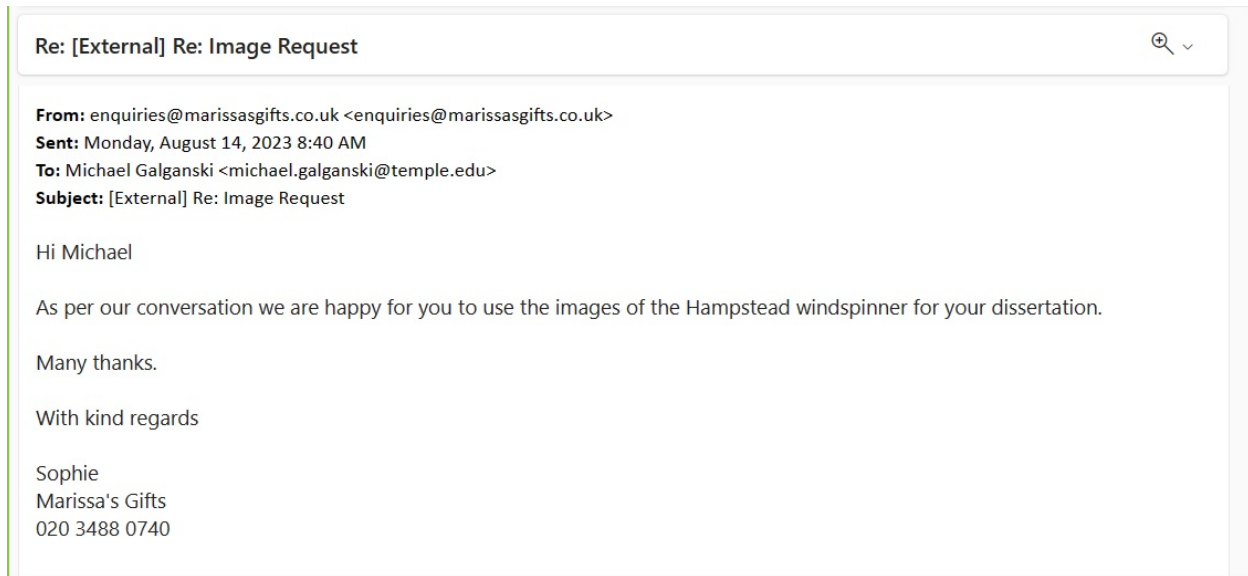 Re: [External] Re: Image Request
From: enquiries@marissasgifts.co.uk <enquiries@marissasgifts.co.uk>
Sent: Monday, August 14, 2023 8:40 AM
To: Michael Galganski <michael.galganski@temple.edu>
Subject: [External] Re: Image Request
Hi Michael
As per our conversation we are happy for you to use the images of the Hampstead windspinner for your dissertation.
Many thanks.
With kind regards
Sophie
Marissa's Gifts
020 3488 0740